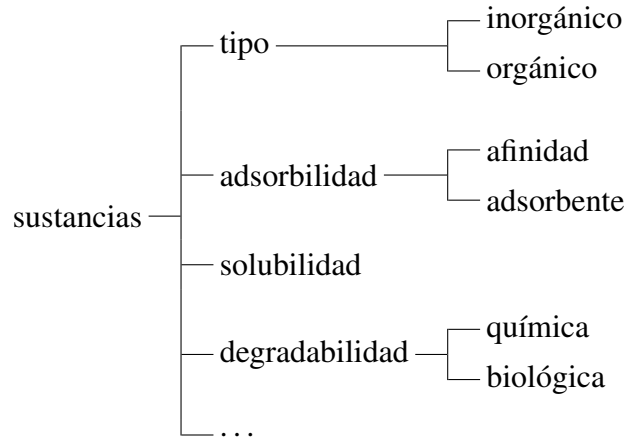 inorgánico
tipo
orgánico
afinidad
adsorbilidad
adsorbente
sustancias
solubilidad
química
degradabilidad
biológica
...